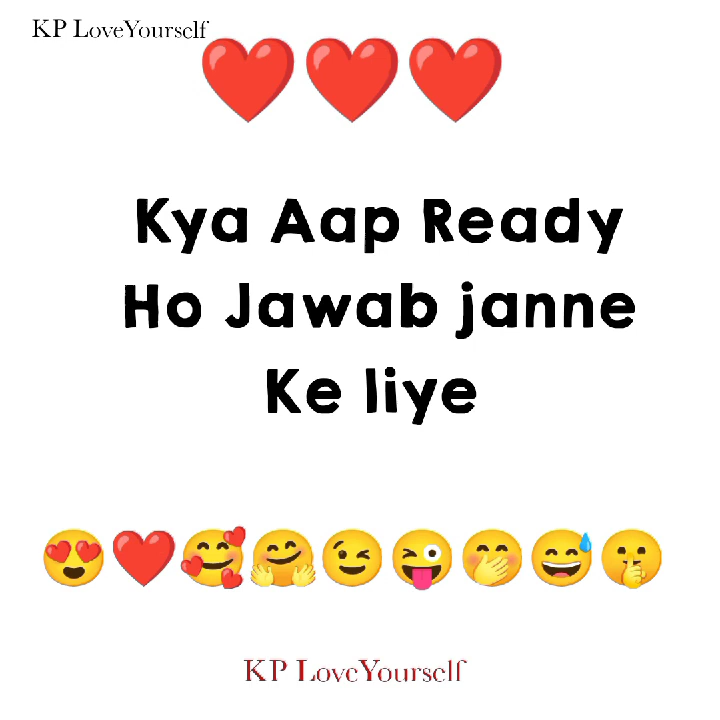 KP LoveYourself
Kya Aap Ready
Ho Jawab janne
Ke liye
KP LoveYourself